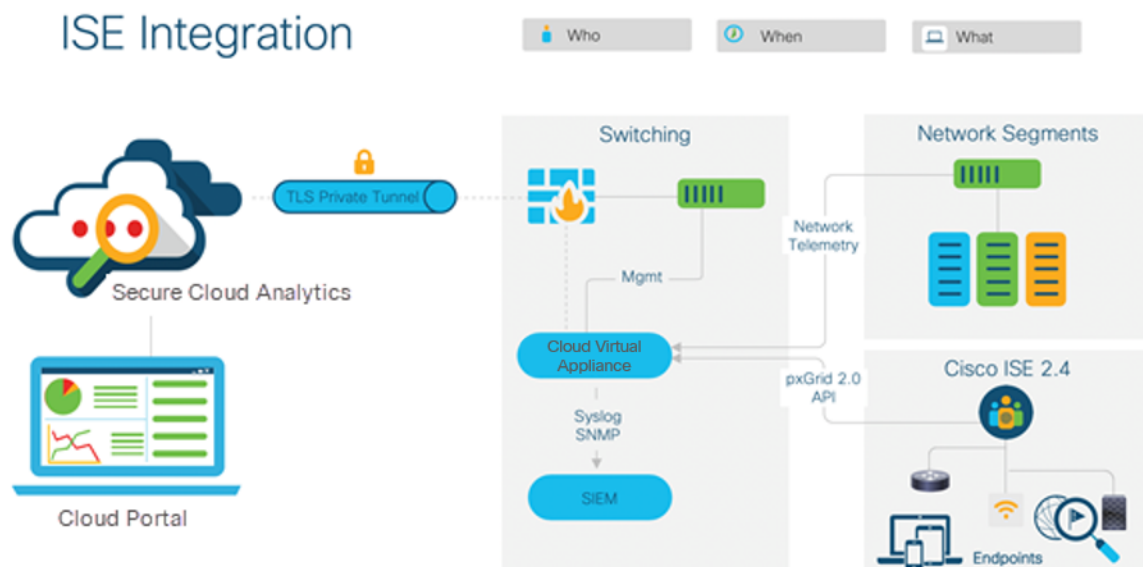 ISE Integration
Who
When
What
Switching
Network Segments
TLS Private Tunnel
Network
Telemetry
Mgmt
Secure Cloud Analytics
Cloud Virtual
Appliance
pxGrid 2.0
API
Cisco ISE 2.4
Syslog
SNMP
SIEM
Cloud Portal
Endpoints